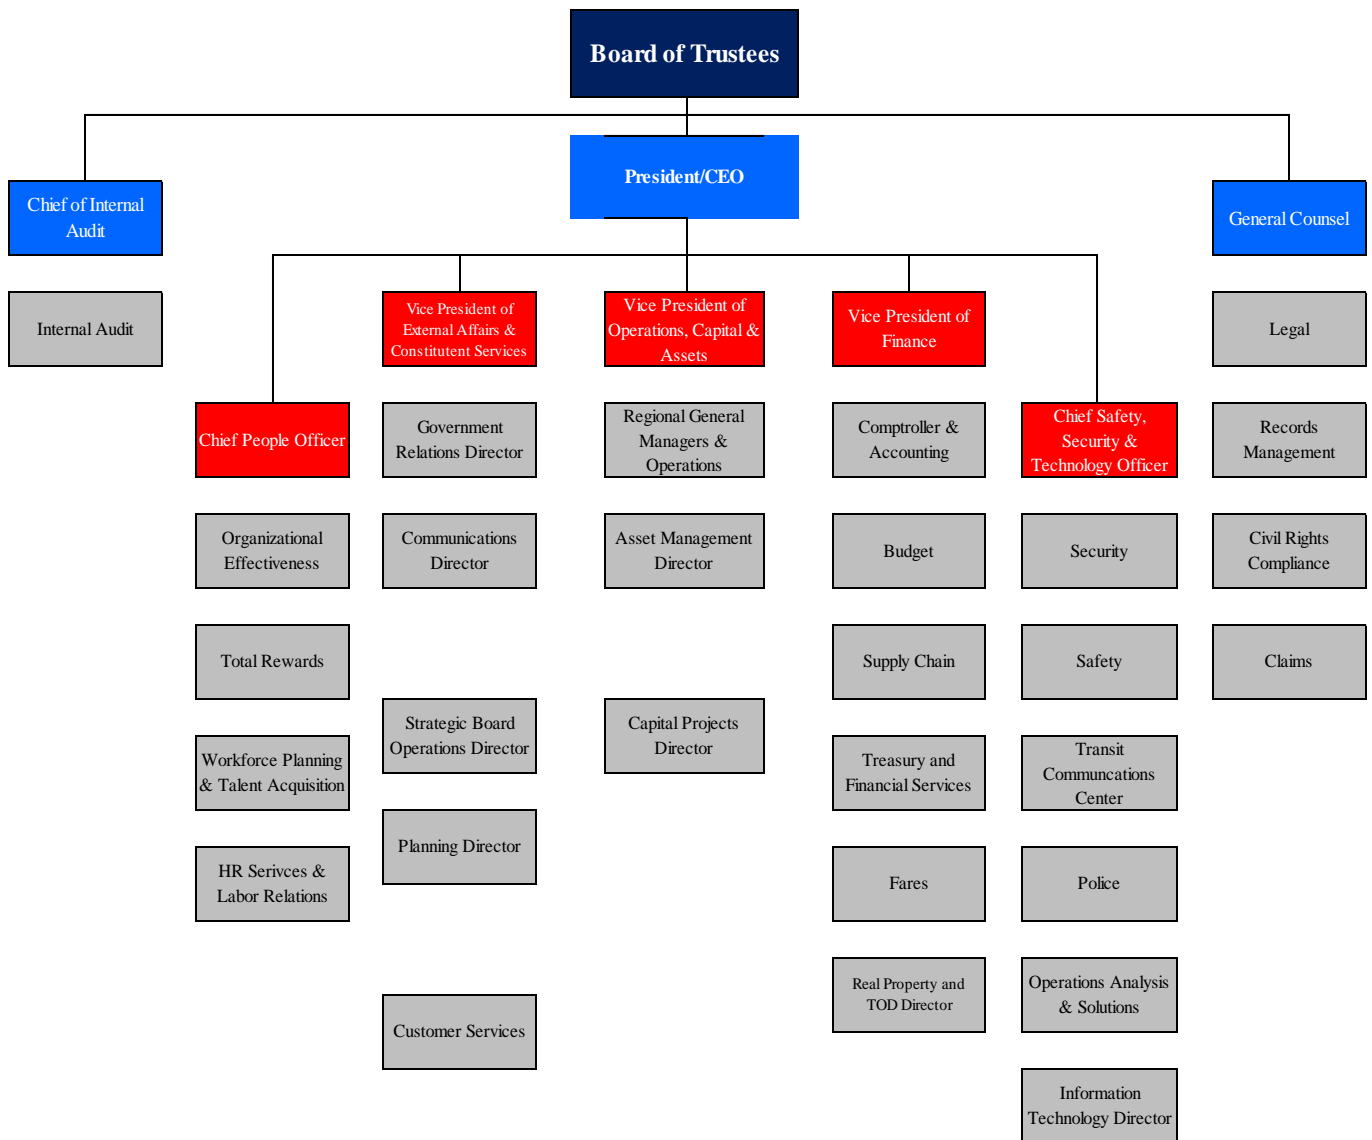 Board of Trustees
President/CEO
Chief of Internal
Audit
General Counsel
Internal Audit
Vice President of
External Affairs &
Constitutent Services
Vice President of
Operations, Capital &
Assets
Vice President of
Finance
Legal
Chief People Officer
Government
Relations Director
Regional General
Managers &
Operations
Comptroller &
Accounting
Chief Safety,
Security &
Technology Officer
Records
Management
Organizational
Effectiveness
Communications
Director
Asset Management
Director
Budget
Security
Civil Rights
Compliance
Total Rewards
Supply Chain
Safety
Claims
Strategic Board
Operations Director
Capital Projects
Director
Workforce Planning
& Talent Acquisition
Treasury and
Financial Services
Transit
Communcations
Center
Planning Director
HR Serivces &
Labor Relations
Fares
Police
Real Property and
TOD Director
Operations Analysis
& Solutions
Customer Services
Information
Technology Director